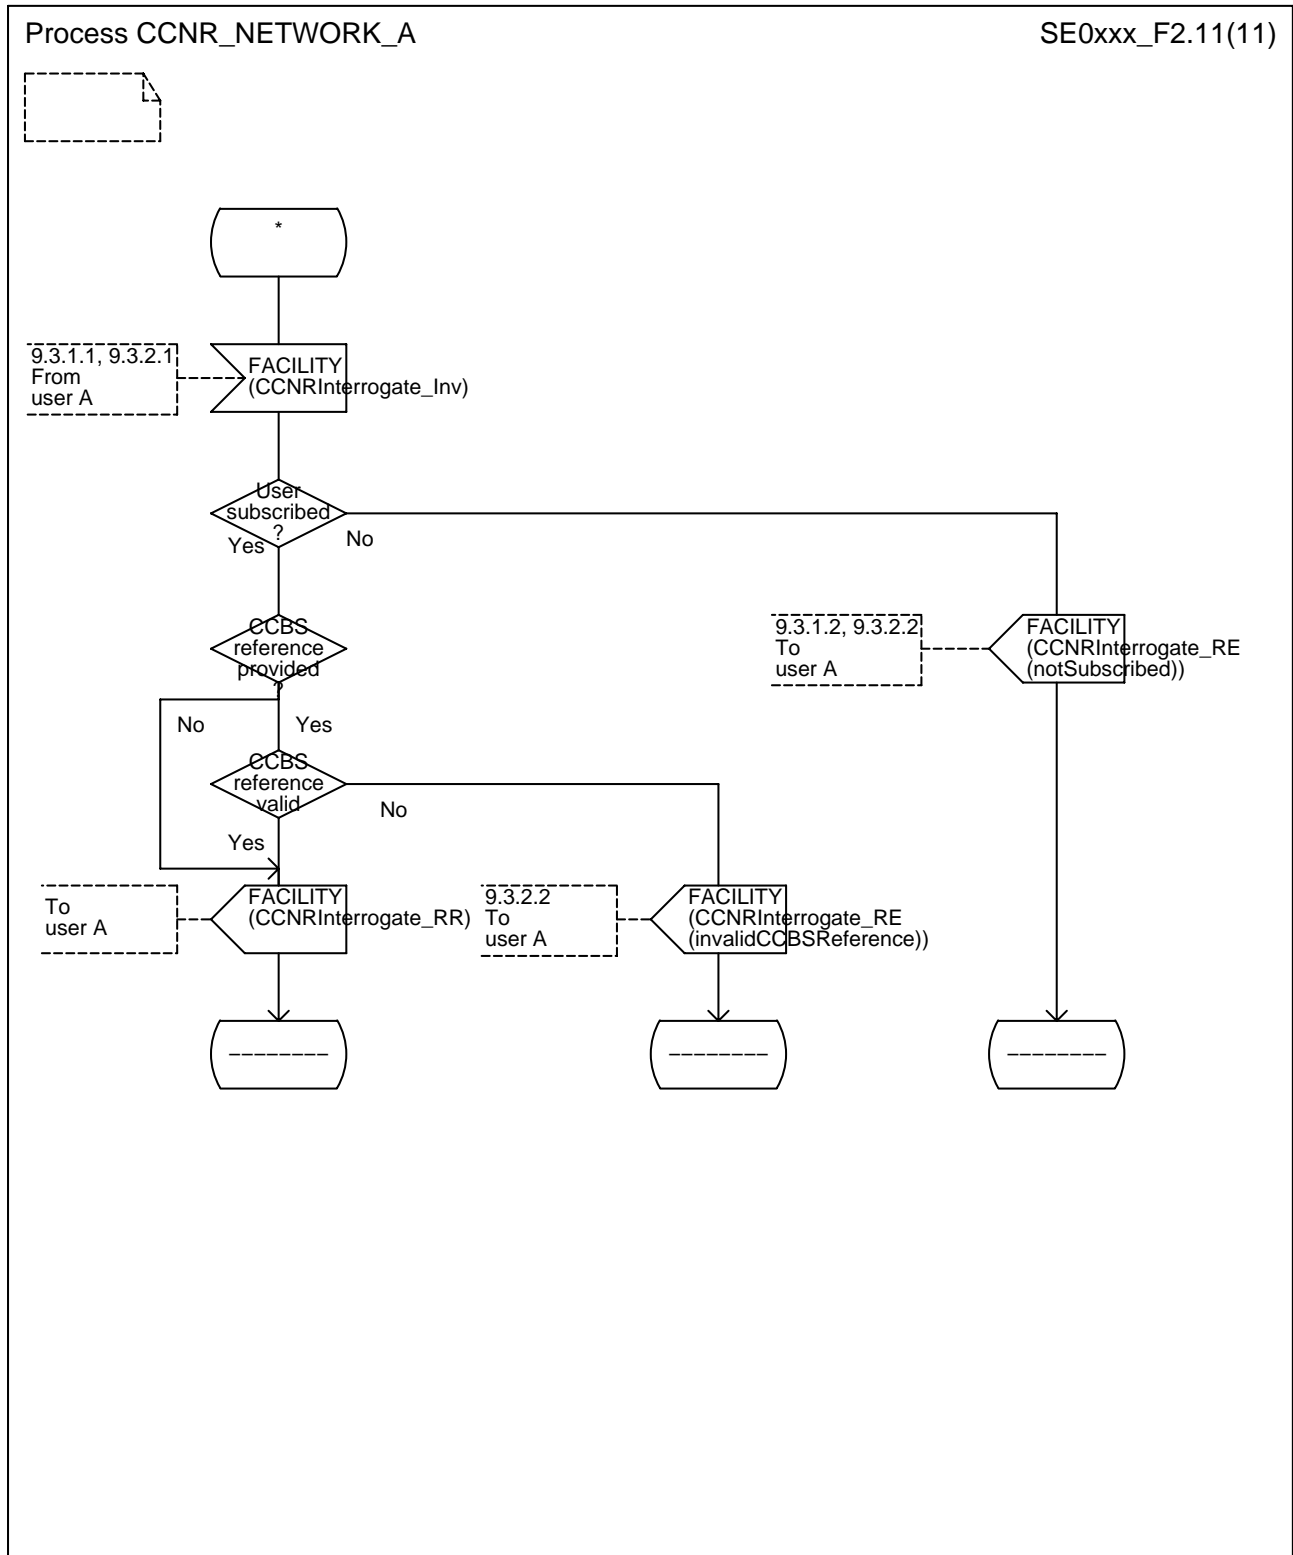 Process CCNR_NETWORK_A
SE0xxx_F2.11(11)
*
9.3.1.1, 9.3.2.1
From
user A
FACILITY
(CCNRInterrogate_Inv)
User
subscribed
?
Yes
No
CCBS
reference
provided
?
9.3.1.2, 9.3.2.2
To
user A
FACILITY
(CCNRInterrogate_RE
(notSubscribed))
No
Yes
CCBS
reference
valid
No
Yes
To
user A
FACILITY
(CCNRInterrogate_RR)
9.3.2.2
To
user A
FACILITY
(CCNRInterrogate_RE
(invalidCCBSReference))